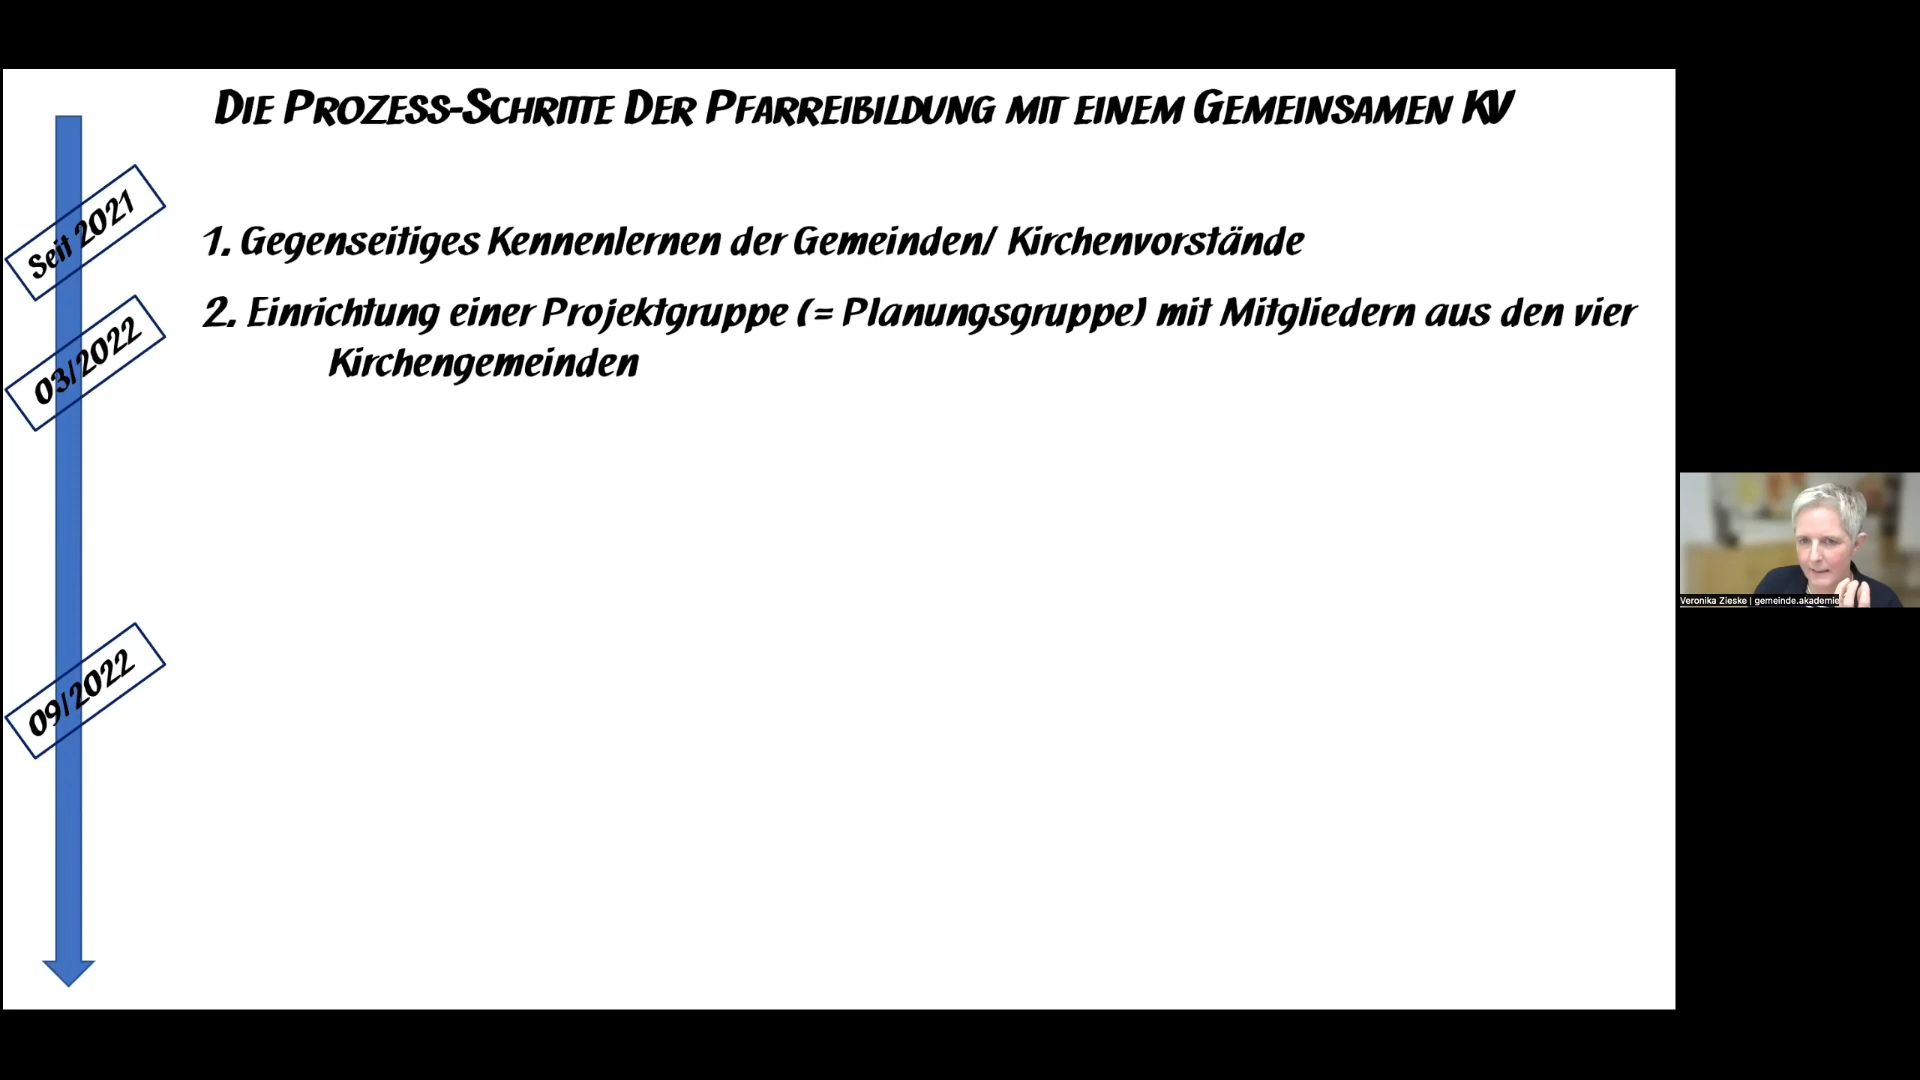 Die Prozess-Schritte Der Pfarreibildung mit einem Gemeinsamen KV
Seit 2021
1. Gegenseitiges Kennenlernen der Gemeinden/ Kirchenvorstände
03/2022
2. Einrichtung einer Projektgruppe (= Planungsgruppe) mit Mitgliedern aus den vier
Kirchengemeinden
09/2022
Veronika Zieske | gemeinde.akademie